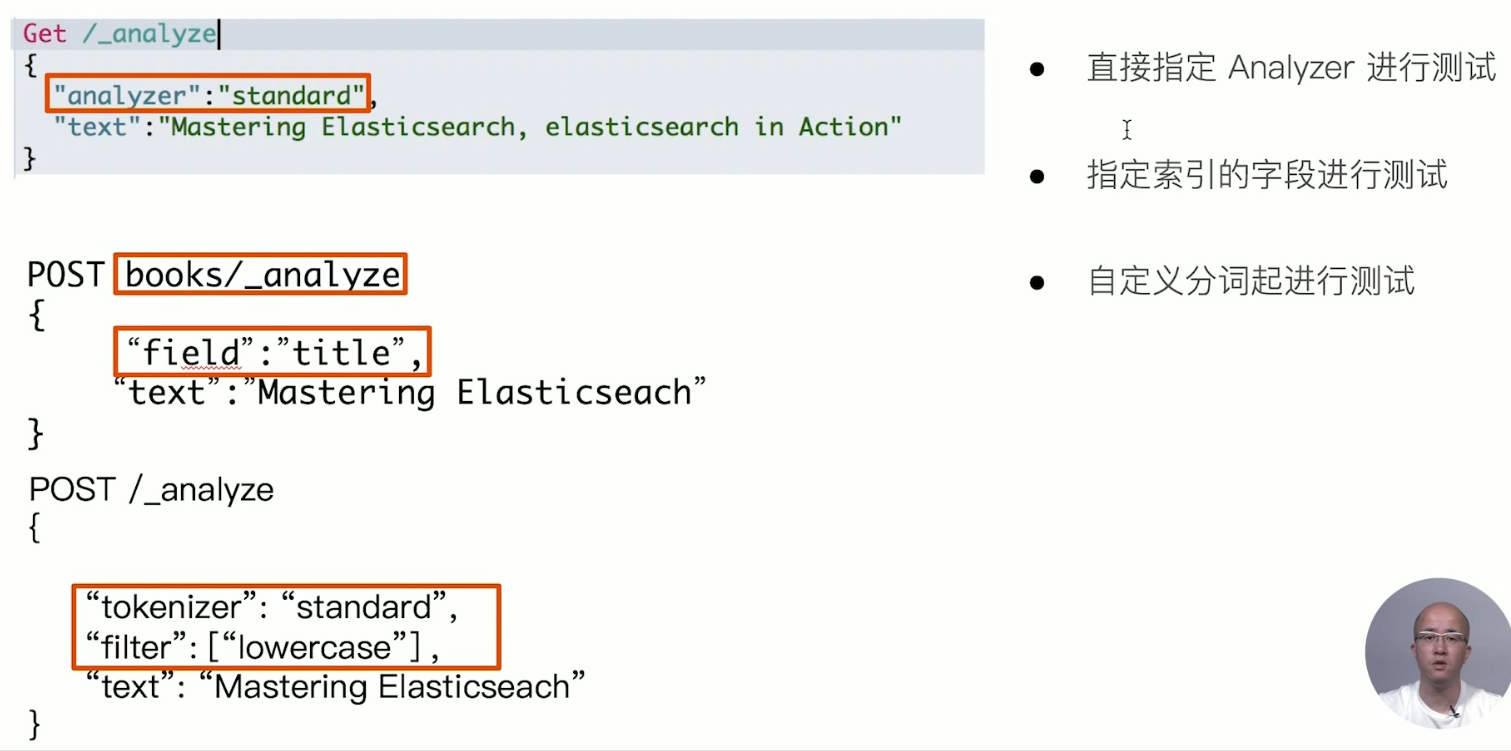 Get /_analyze
{
"analyzer":"standard",
"text":"Mastering Elasticsearch, elasticsearch in Action"
}
POST books/_analyze
{
“field”:”title”,
“text”:”Mastering Elasticseach”
}
POST /_analyze
{
“tokenizer”: “standard”,
“filter”: [“lowercase”] ,
“text”: “Mastering Elasticseach”
}
● 直接指定 Analyzer 进行测试
● 指定索引的字段进行测试
● 自定义分词起进行测试